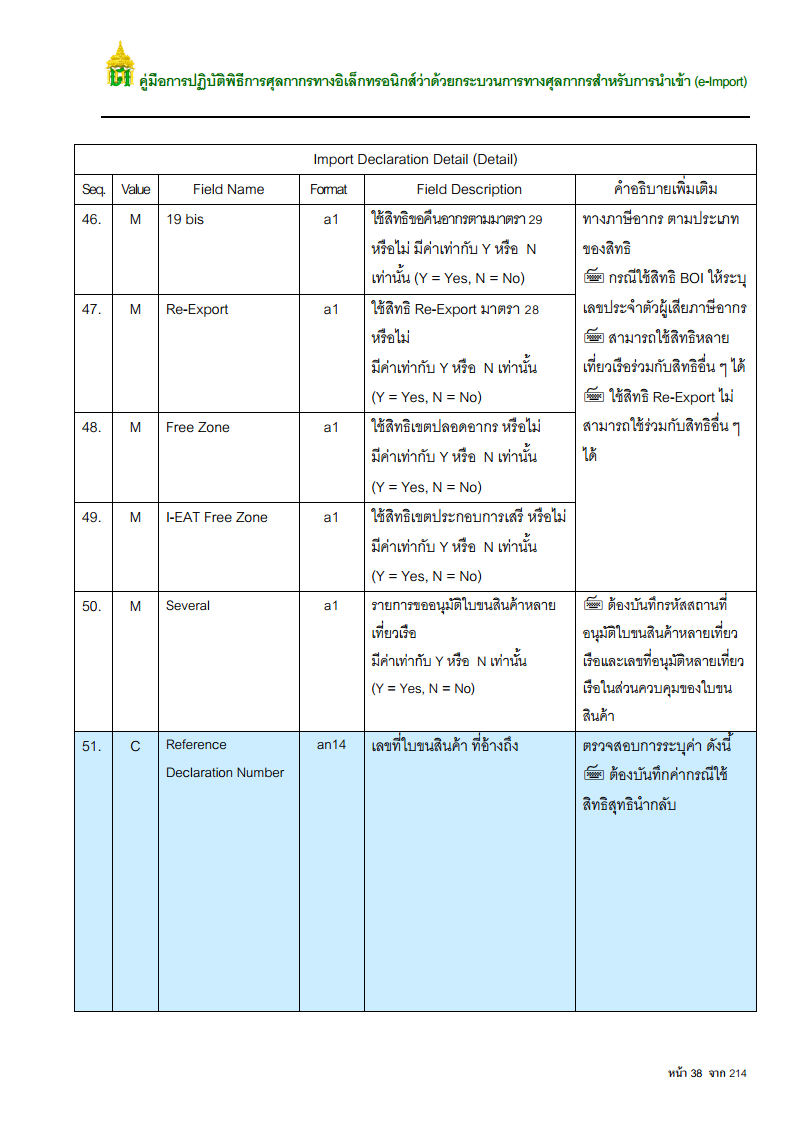 คู่มือการปฏิบัติพิธีการศุลกากรทางอิเล็กทรอนิกส์ว่าด้วยกระบวนการทางศุลกากรสำหรับการนำเข้า (e-Import)
Import Declaration Detail (Detail)
Seq. Value Field Name Format Field Description คำอธิบายเพิ่มเติม
46. M 19 bis a1 ใช้สิทธิขอคืนอากรตามมาตรา 29
หรือไม่ มีค่าเท่ากับ Y หรือ N
เท่านั้น (Y = Yes, N = No)
47. M Re-Export a1 ใช้สิทธิ Re-Export มาตรา 28
หรือไม่
มีค่าเท่ากับ Y หรือ N เท่านั้น
(Y = Yes, N = No)
48. M Free Zone a1 ใช้สิทธิเขตปลอดอากร หรือไม่
มีค่าเท่ากับ Y หรือ N เท่านั้น
(Y = Yes, N = No)
49. M I-EAT Free Zone a1 ใช้สิทธิเขตประกอบการเสรี หรือไม่
มีค่าเท่ากับ Y หรือ N เท่านั้น
(Y = Yes, N = No)
ทางภาษีอากร ตามประเภท
ของสิทธิ
กรณีใช้สิทธิ BOI ให้ระบุ
เลขประจำตัวผู้เสียภาษีอากร
สามารถใช้สิทธิหลาย
เที่ยวเรือร่วมกับสิทธิอื่น ๆ ได้
ใช้สิทธิ Re-Export ไม่
สามารถใช้ร่วมกับสิทธิอื่น ๆ
ได้
50. M Several a1 รายการขออนุมัติใบขนสินค้าหลาย
เที่ยวเรือ
มีค่าเท่ากับ Y หรือ N เท่านั้น
(Y = Yes, N = No)
ต้องบันทึกรหัสสถานที่
อนุมัติใบขนสินค้าหลายเที่ยว
เรือและเลขที่อนุมัติหลายเที่ยว
เรือในส่วนควบคุมของใบขน
สินค้า
51. C Reference an14 เลขที่ใบขนสินค้า ที่อ้างถึง
Declaration Number
ตรวจสอบการระบุค่า ดังนี้
ต้องบันทึกค่ากรณีใช้
สิทธิสุทธินำกลับ
หน้า 38 จาก 214